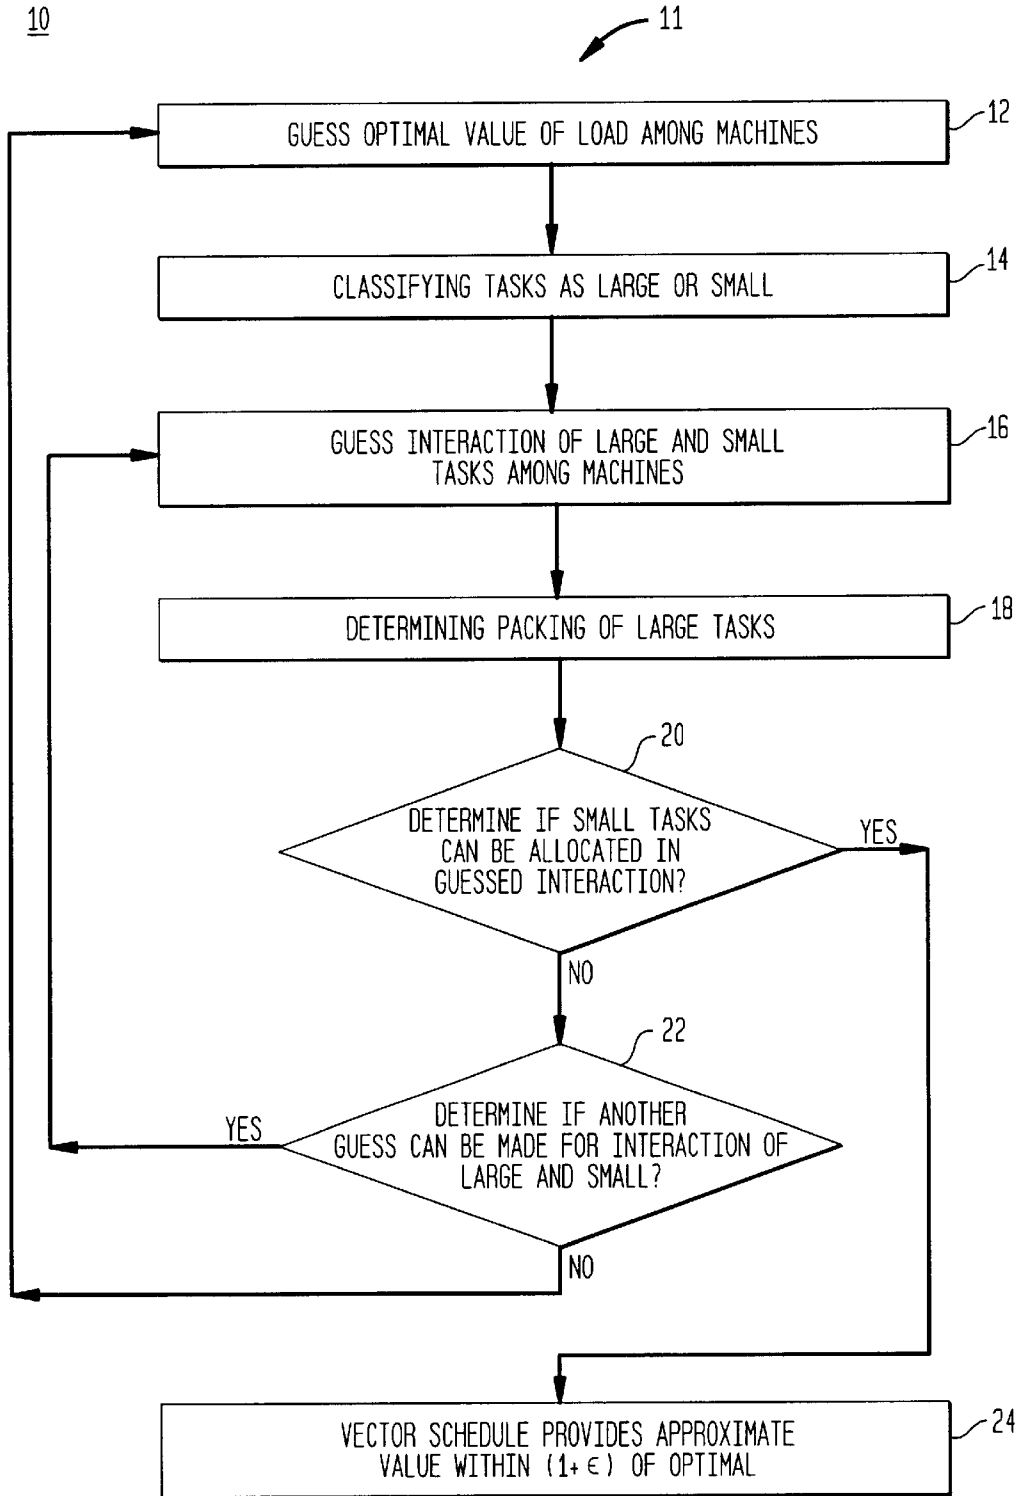 10
11
GUESS OPTIMAL VALUE OF LOAD AMONG MACHINES
12
CLASSIFYING TASKS AS LARGE OR SMALL
14
GUESS INTERACTION OF LARGE AND SMALL
TASKS AMONG MACHINES
16
DETERMINING PACKING OF LARGE TASKS
18
20
DETERMINE IF SMALL TASKS
CAN BE ALLOCATED IN
GUESSED INTERACTION?
YES
NO
22
DETERMINE IF ANOTHER
GUESS CAN BE MADE FOR INTERACTION OF
LARGE AND SMALL?
YES
NO
VECTOR SCHEDULE PROVIDES APPROXIMATE
VALUE WITHIN (1+ ϵ) OF OPTIMAL
24